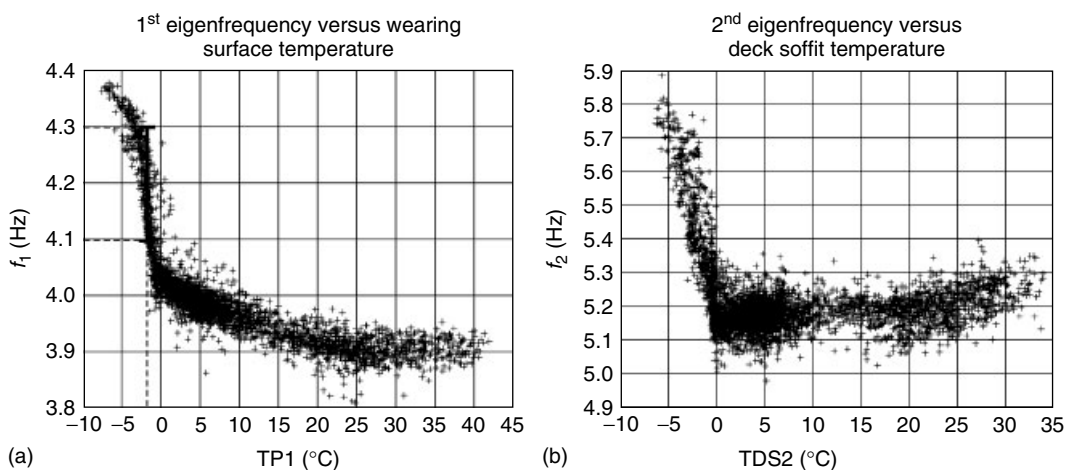 1st eigenfrequency versus wearing
surface temperature
4.4
4.3
4.2
4.1
4.0
3.9
3.8
f1 (Hz)
−10 −5 0 5 10 15 20 25 30 35 40 45
(a) TP1 (°C)
2nd eigenfrequency versus
deck soffit temperature
5.9
5.8
5.7
5.6
5.5
5.4
5.3
5.2
5.1
5.0
4.9
f2 (Hz)
−10 −5 0 5 10 15 20 25 30 35
(b) TDS2 (°C)